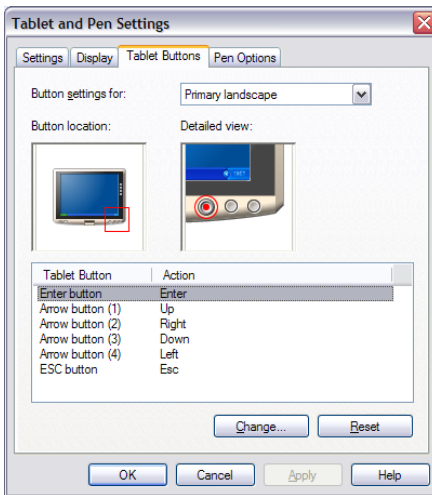 Tablet and Pen Settings
Settings Display Tablet Buttons Pen Options
Button settings for: Primary landscape
Button location: Detailed view:
Tablet Button Action
Enter button Enter
Arrow button (1) Up
Arrow button (2) Right
Arrow button (3) Down
Arrow button (4) Left
ESC button Esc
Change... Reset
OK Cancel Apply Help